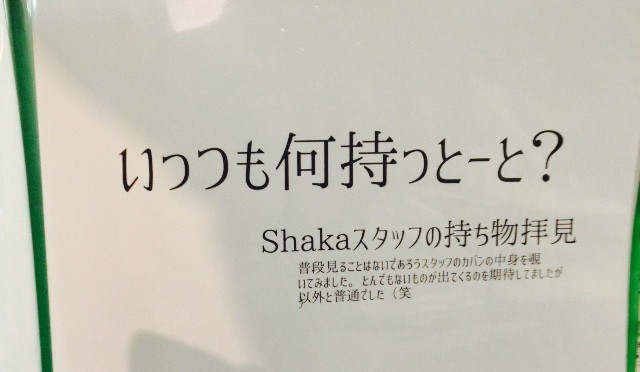 いっつも何持っとーと?
Shakaスタッフの持ち物拝見
普段見ることはないであろうスタッフのカバンの中身を覗
いてみました。とんでもないものが出てくるのを期待してましたが
以外と普通でした（笑